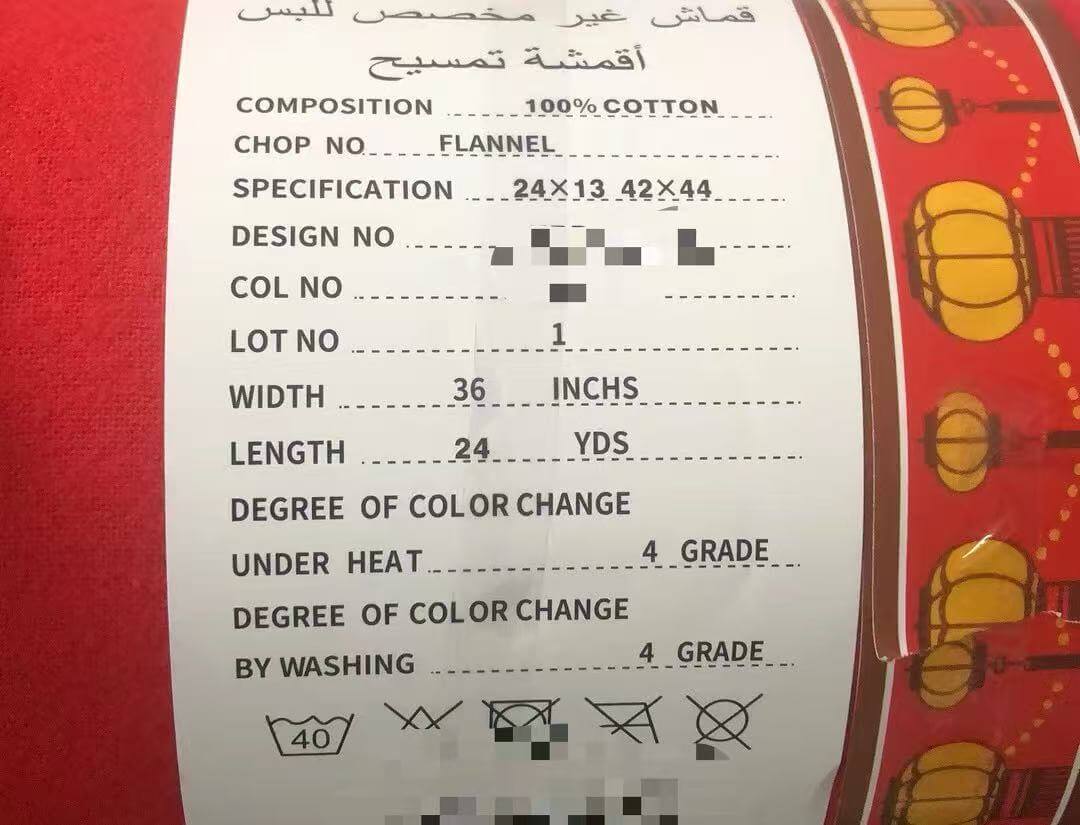 قماش غير مخصص للبس
أقمشة تمسيح
COMPOSITION 100% COTTON
CHOP NO FLANNEL
SPECIFICATION 24×13 42×44
DESIGN NO
COL NO
LOT NO 1
WIDTH 36 INCHS
LENGTH 24 YDS
DEGREE OF COLOR CHANGE
UNDER HEAT 4 GRADE
DEGREE OF COLOR CHANGE
BY WASHING 4 GRADE
40